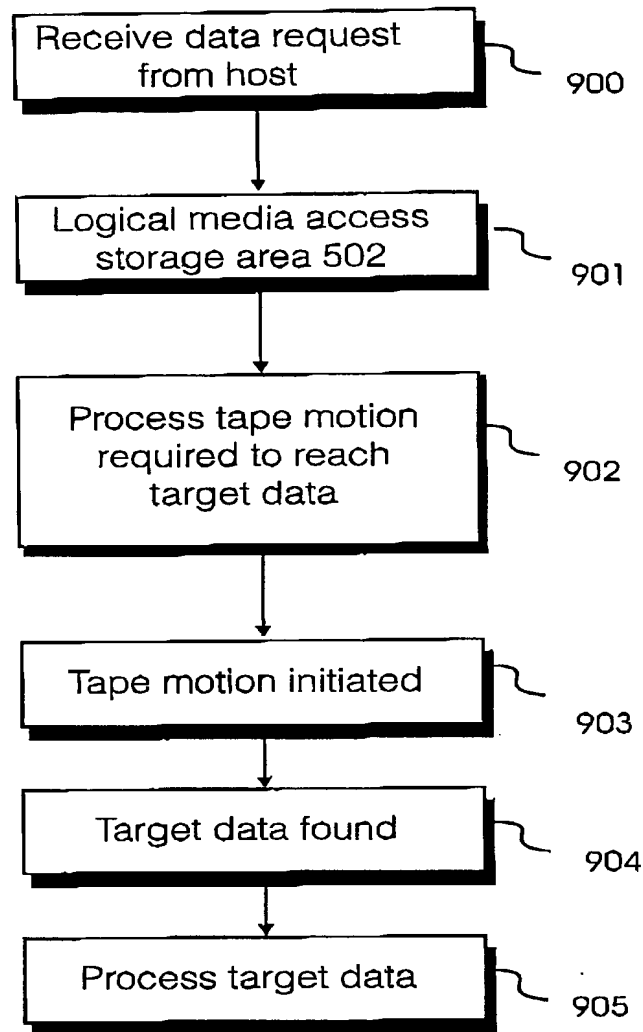 Receive data request
from host
900
Logical media access
storage area 502
901
Process tape motion
required to reach
target data
902
Tape motion initiated
903
Target data found
904
Process target data
905